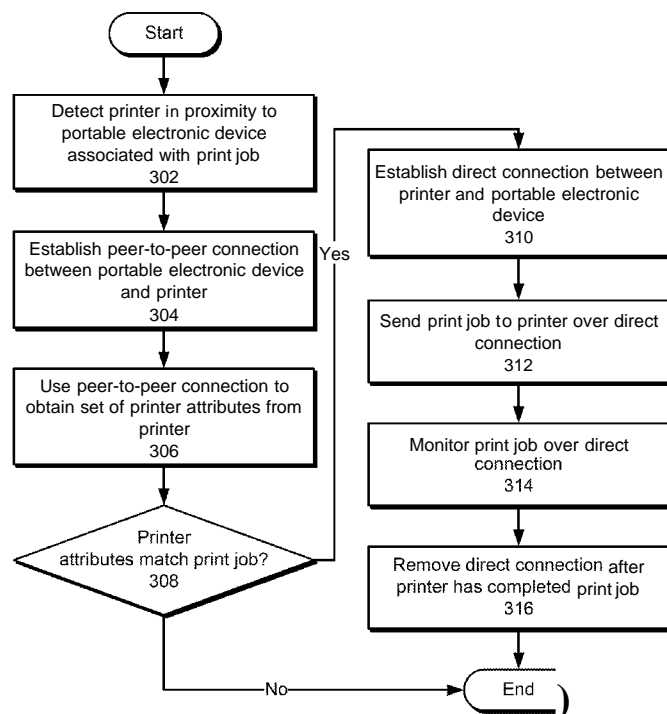 Start
Detect printer in proximity to
portable electronic device
associated with print job
302
Establish peer-to-peer connection
between portable electronic device
and printer
304
Use peer-to-peer connection to
obtain set of printer attributes from
printer
306
Printer
attributes match print job?
308
Yes
No
Establish direct connection between
printer and portable electronic
device
310
Send print job to printer over direct
connection
312
Monitor print job over direct
connection
314
Remove direct connection after
printer has completed print job
316
End